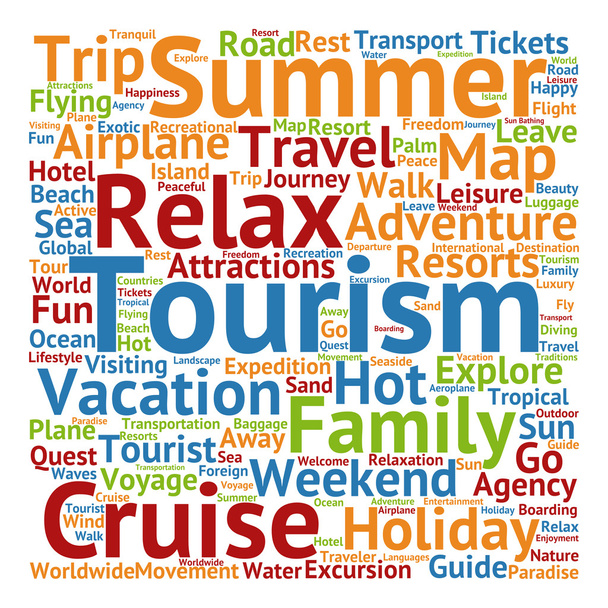 Tranquil Resort
Trip Summer Road Rest Transport Tickets
Explore Water Expedition World
Attractions Road
Flying Happiness Leisure
Agency Island Happy
Plane Flight
Visiting Exotic Recreational Map Resort Freedom Journey Sun Bathing
Fun Airplane Travel Palm Map Leave
Peace
Hotel Island Trip Journey Walk Leisure Beauty
Beach Peaceful Luggage
Active Relax Leave Weekend
Sea Adventure
Global Rest Freedom Recreation Departure International Destination
Tour Attractions Resorts Tourism
Countries Excursion Family
World Tickets Tourism Luxury
Tropical
Fun Flying Away Sand Fly
Beach Go Boarding Transport
Ocean Hot Quest Diving
Travel
Lifestyle Visiting Landscape Expedition Movement Seaside Vacation Traditions
Vacation Sand Hot Aeroplane Explore
Tropical
Paradise Family Outdoor
Plane Transportation Baggage Sun
Resorts Tourist Away Guide
Quest Sea Welcome Relaxation Sun Go
Waves Transportation Foreign Weekend
Voyage Voyage Agency
Cruise Summer Ocean Adventure Entertainment
Tourist Cruise Airplane Holiday Boarding
Wind Holiday Relax
Walk Hotel Enjoyment
Worldwide Traveler Languages Nature
Worldwide Movement Water Excursion Guide Paradise